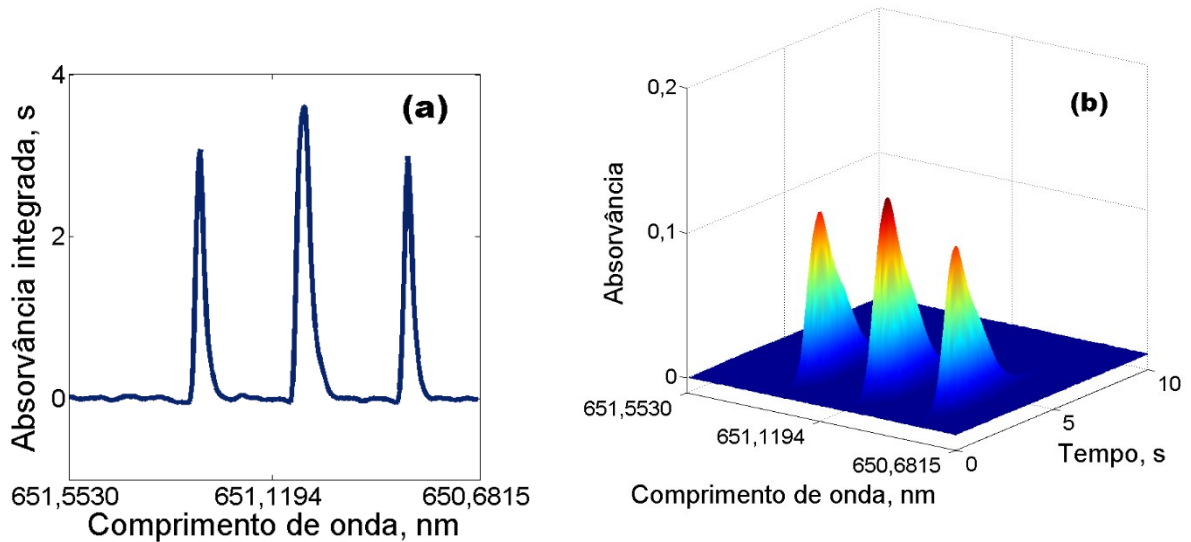 (a)
Absorvância integrada, s
4
2
0
651,5530
651,1194
650,6815
Comprimento de onda, nm
(b)
Absorvância
0,2
0,1
0
651,5530
651,1194
650,6815
Comprimento de onda, nm
0
5
10
Tempo, s